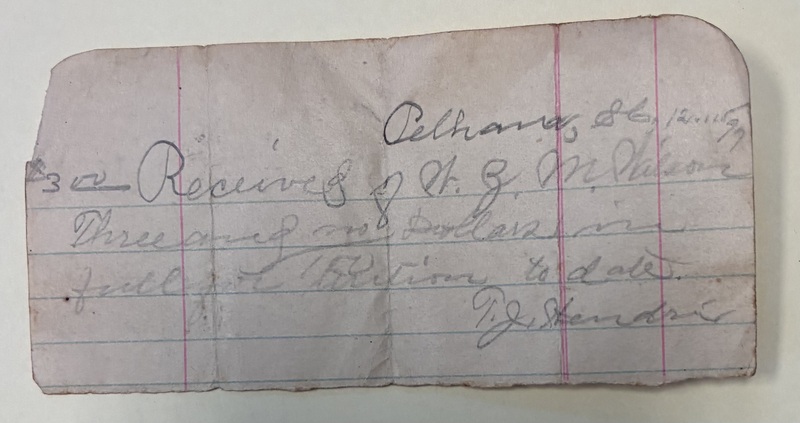 Pelham, Ga. 12.11.99
$3 00 Received of W. Z. M. Wilson
Three and no/100 Dollars in
full for tuition to date.
T. J. Hendrix